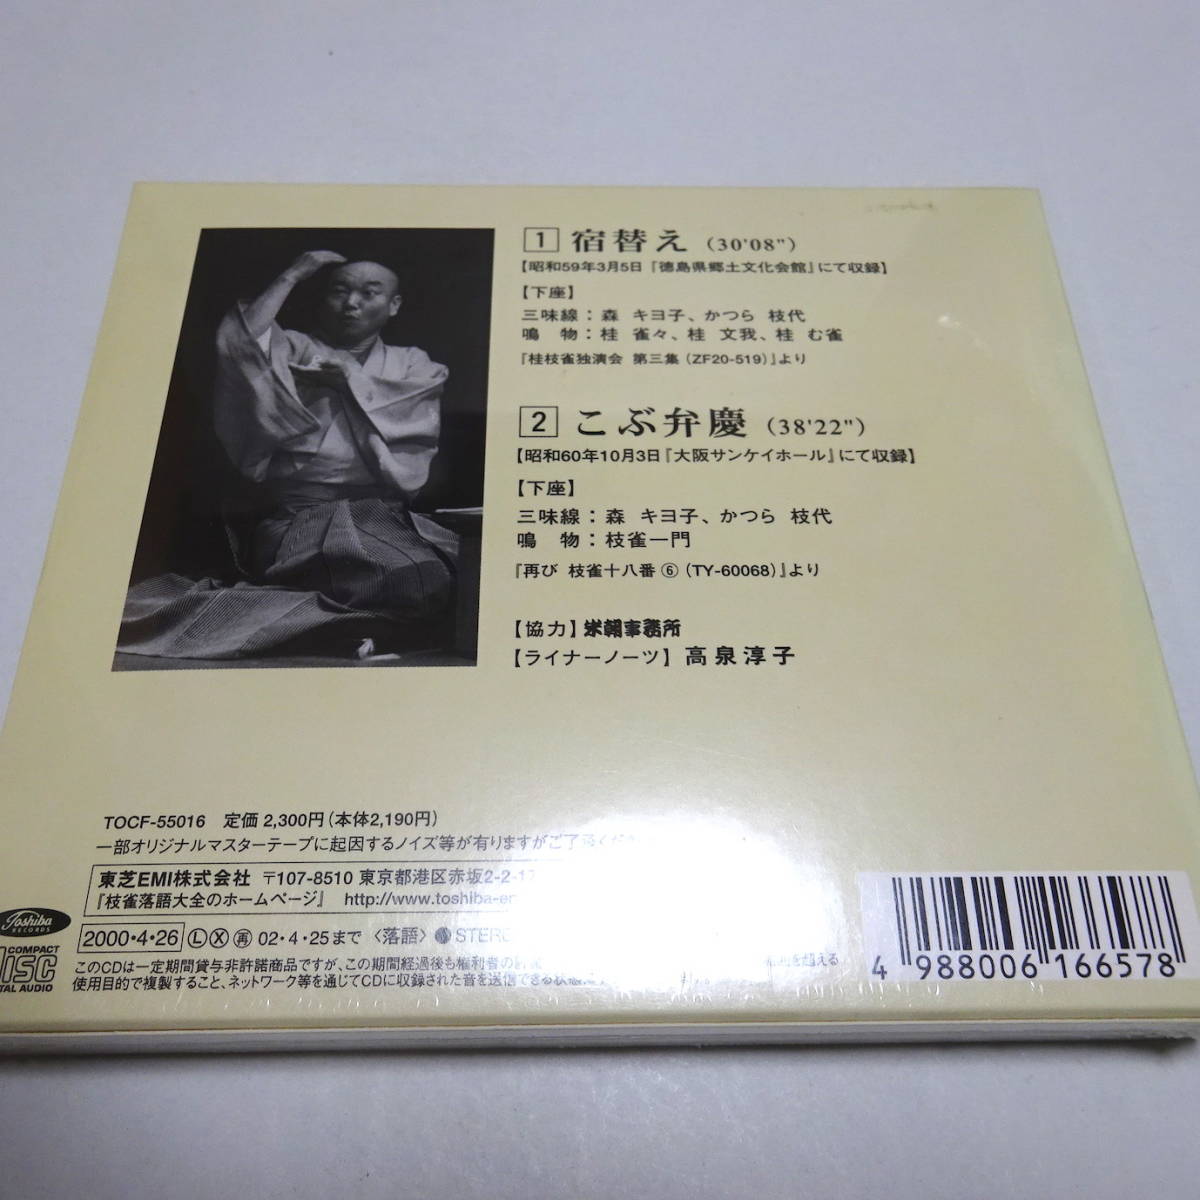 1 宿替え (30'08")
【昭和59年3月5日『徳島県郷土文化会館』にて収録】
【下座】
三味線：森 キヨ子、かつら 枝代
鳴　物：桂 雀々、桂 文我、桂 む雀
『桂枝雀独演会 第三集(ZF20-519)』より
2 こぶ弁慶 (38'22")
【昭和60年10月3日『大阪サンケイホール』にて収録】
【下座】
三味線：森 キヨ子、かつら 枝代
鳴　物：枝雀一門
『再び 枝雀十八番⑥(TY-60068)』より
【協力】米朝事務所
【ライナーノーツ】高泉淳子
TOCF-55016　定価 2,300円(本体2,190円)
一部オリジナルマスターテープに起因するノイズ等が有りますがご了承くださ
東芝EMI株式会社　〒107-8510 東京都港区赤坂2-2-17
『枝雀落語大全のホームページ』　http://www.toshiba-em
Toshiba
RECORDS
COMPACT
DISC
DIGITAL AUDIO
2000・4・26 Ⓛ Ⓧ ㊐ 02・4・25まで 〈落語〉 STEREO
このCDは一定期間貸与非許諾商品ですが、この期間経過後も権利者の許諾 を超える
使用目的で複製すること、ネットワーク等を通じてCDに収録された音を送信できる状態
4 988006 166578